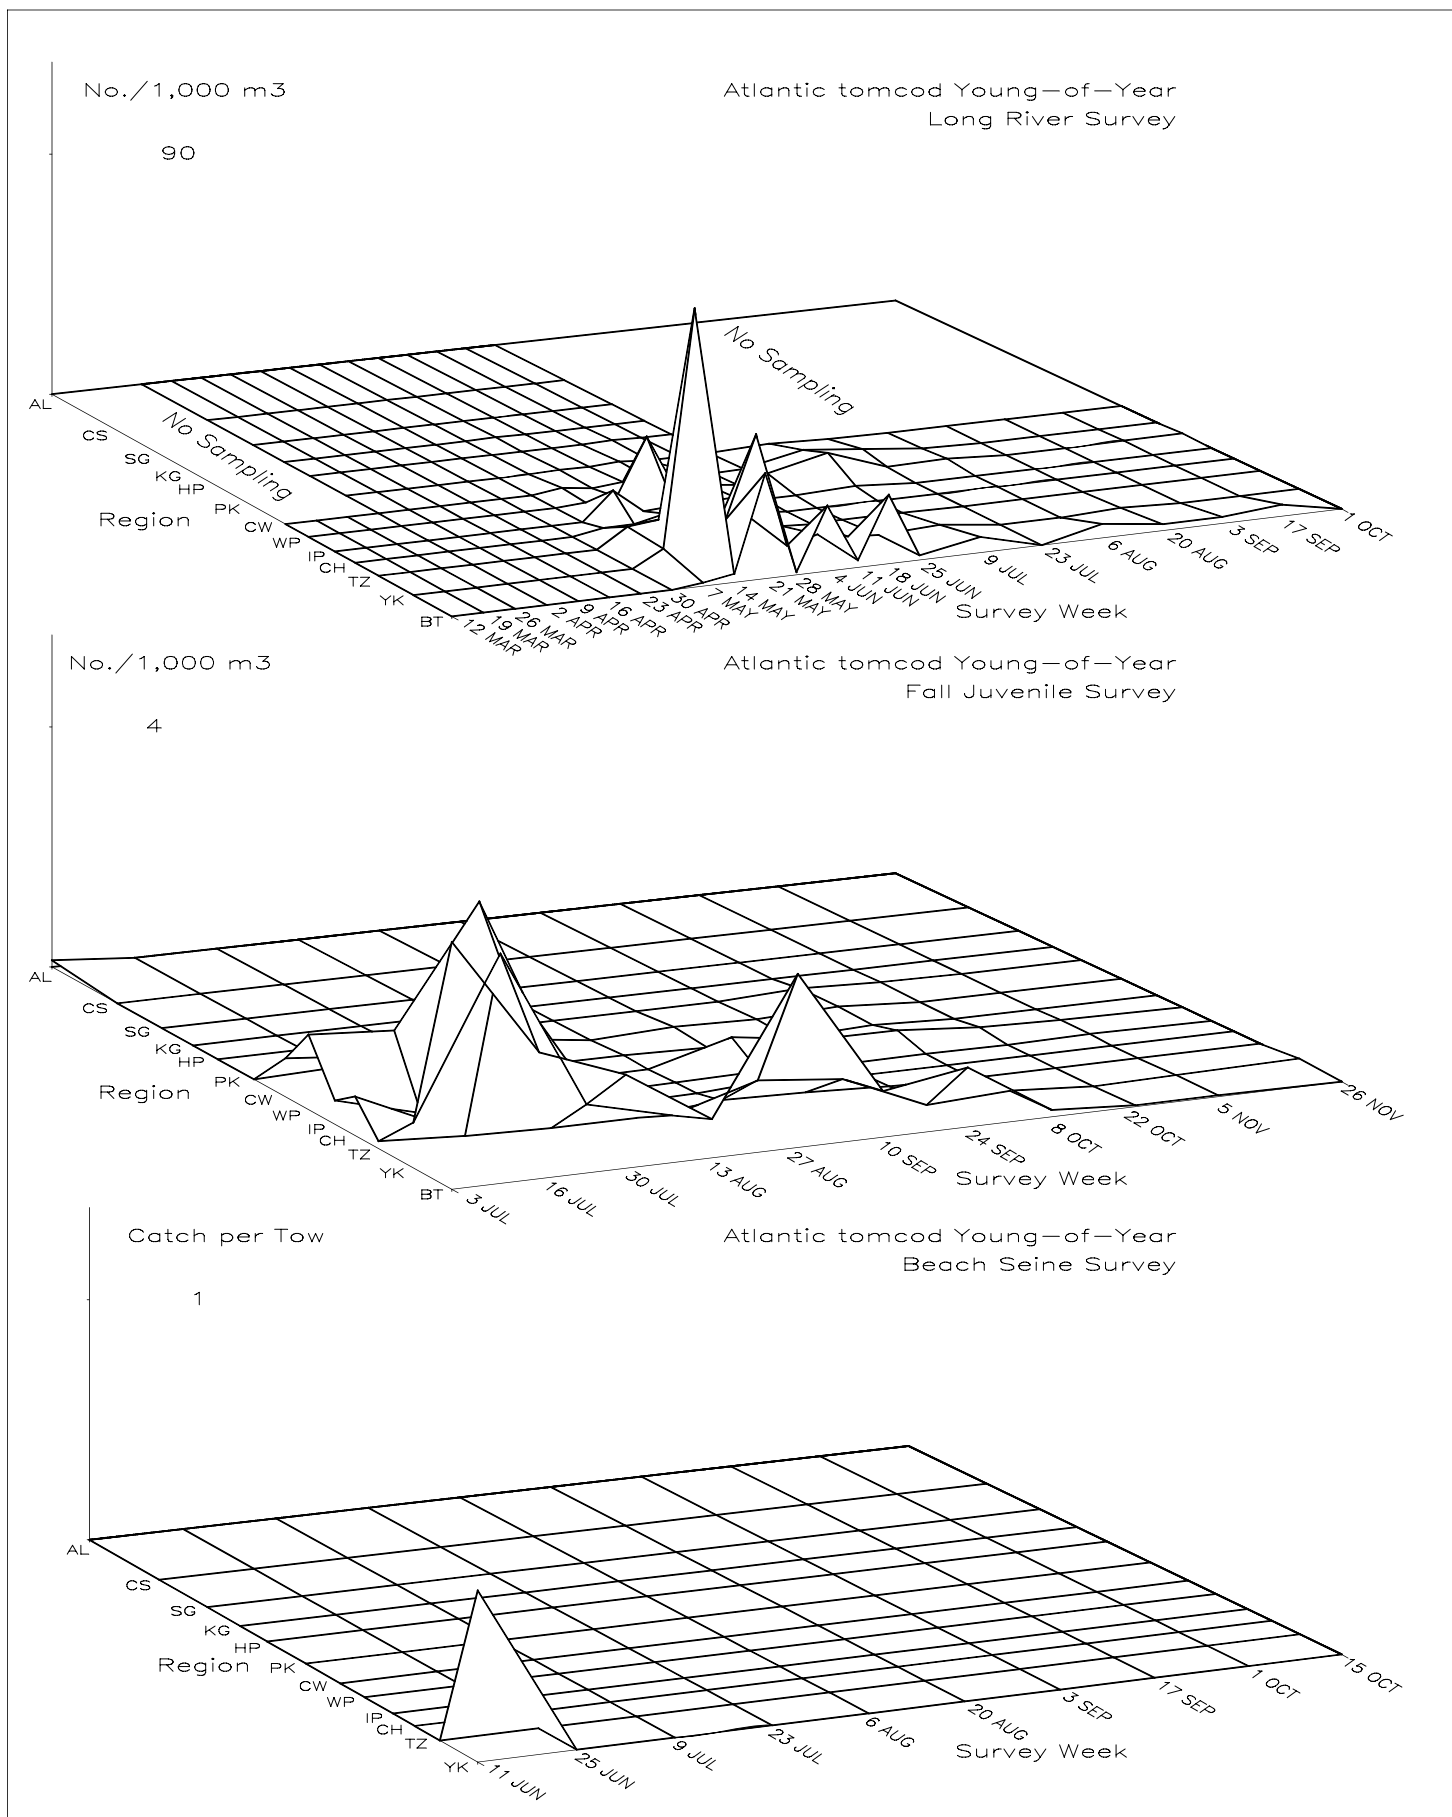 No./1,000 m3
Atlantic tomcod Young-of-Year
Long River Survey
90
No Sampling
AL
CS
SG
KG
HP
PK
CW
WP
IP
CH
TZ
YK
BT
No Sampling
Region
12 MAR
19 MAR
26 MAR
2 APR
9 APR
16 APR
23 APR
30 APR
7 MAY
14 MAY
21 MAY
28 MAY
4 JUN
11 JUN
18 JUN
25 JUN
9 JUL
23 JUL
6 AUG
20 AUG
3 SEP
17 SEP
1 OCT
Survey Week
No./1,000 m3
Atlantic tomcod Young-of-Year
Fall Juvenile Survey
4
AL
CS
SG
KG
HP
PK
CW
WP
IP
CH
TZ
YK
BT
Region
3 JUL
16 JUL
30 JUL
13 AUG
27 AUG
10 SEP
24 SEP
8 OCT
22 OCT
5 NOV
26 NOV
Survey Week
Catch per Tow
Atlantic tomcod Young-of-Year
Beach Seine Survey
1
AL
CS
SG
KG
HP
PK
CW
WP
IP
CH
TZ
YK
Region
11 JUN
25 JUN
9 JUL
23 JUL
6 AUG
20 AUG
3 SEP
17 SEP
1 OCT
15 OCT
Survey Week